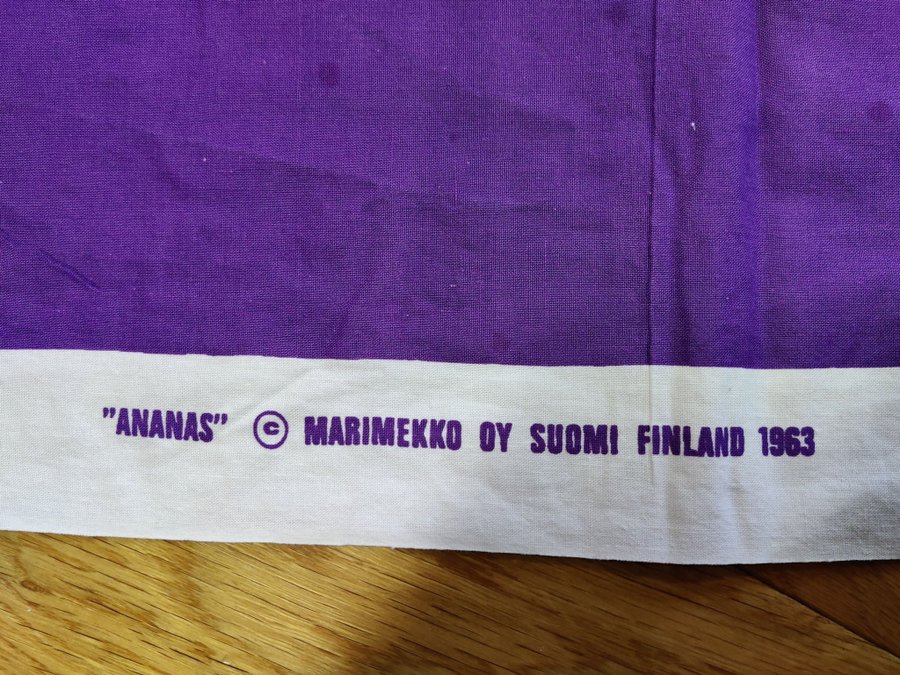 "ANANAS" © MARIMEKKO OY SUOMI FINLAND 1963